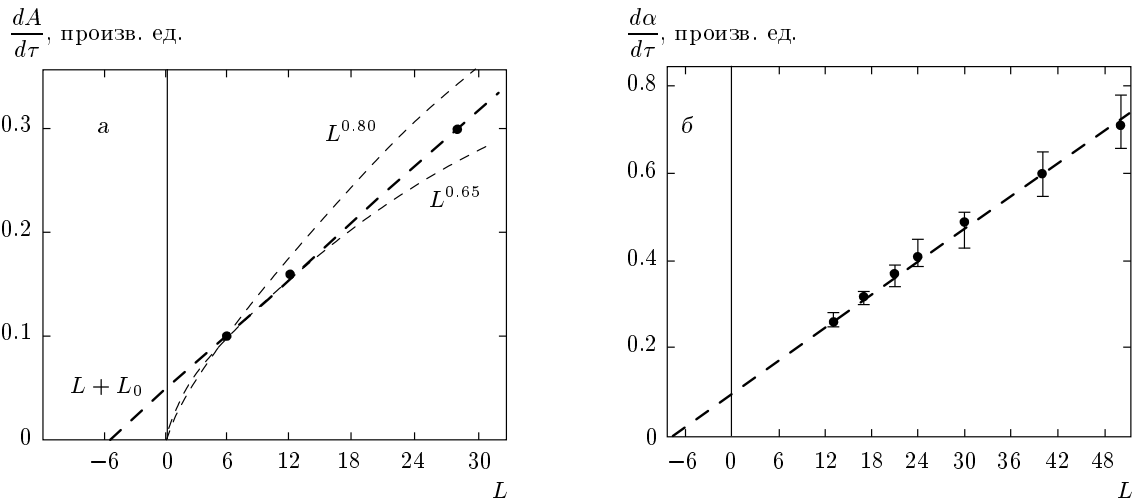 dA/dτ, произв. ед.
а
0.3
0.2
0.1
0
L^0.80
L^0.65
L + L_0
−6 0 6 12 18 24 30
L
dα/dτ, произв. ед.
б
0.8
0.6
0.4
0.2
0
−6 0 6 12 18 24 30 36 42 48
L